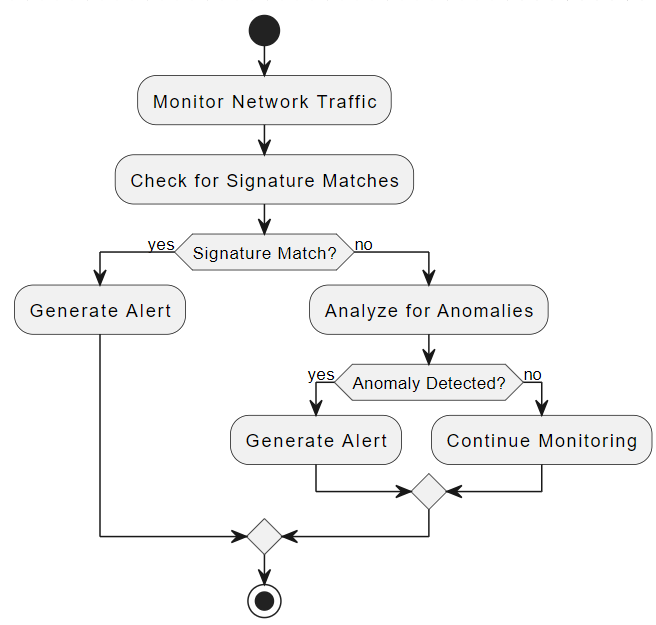 Monitor Network Traffic
Check for Signature Matches
yes
Signature Match?
no
Generate Alert
Analyze for Anomalies
yes
Anomaly Detected?
no
Generate Alert
Continue Monitoring